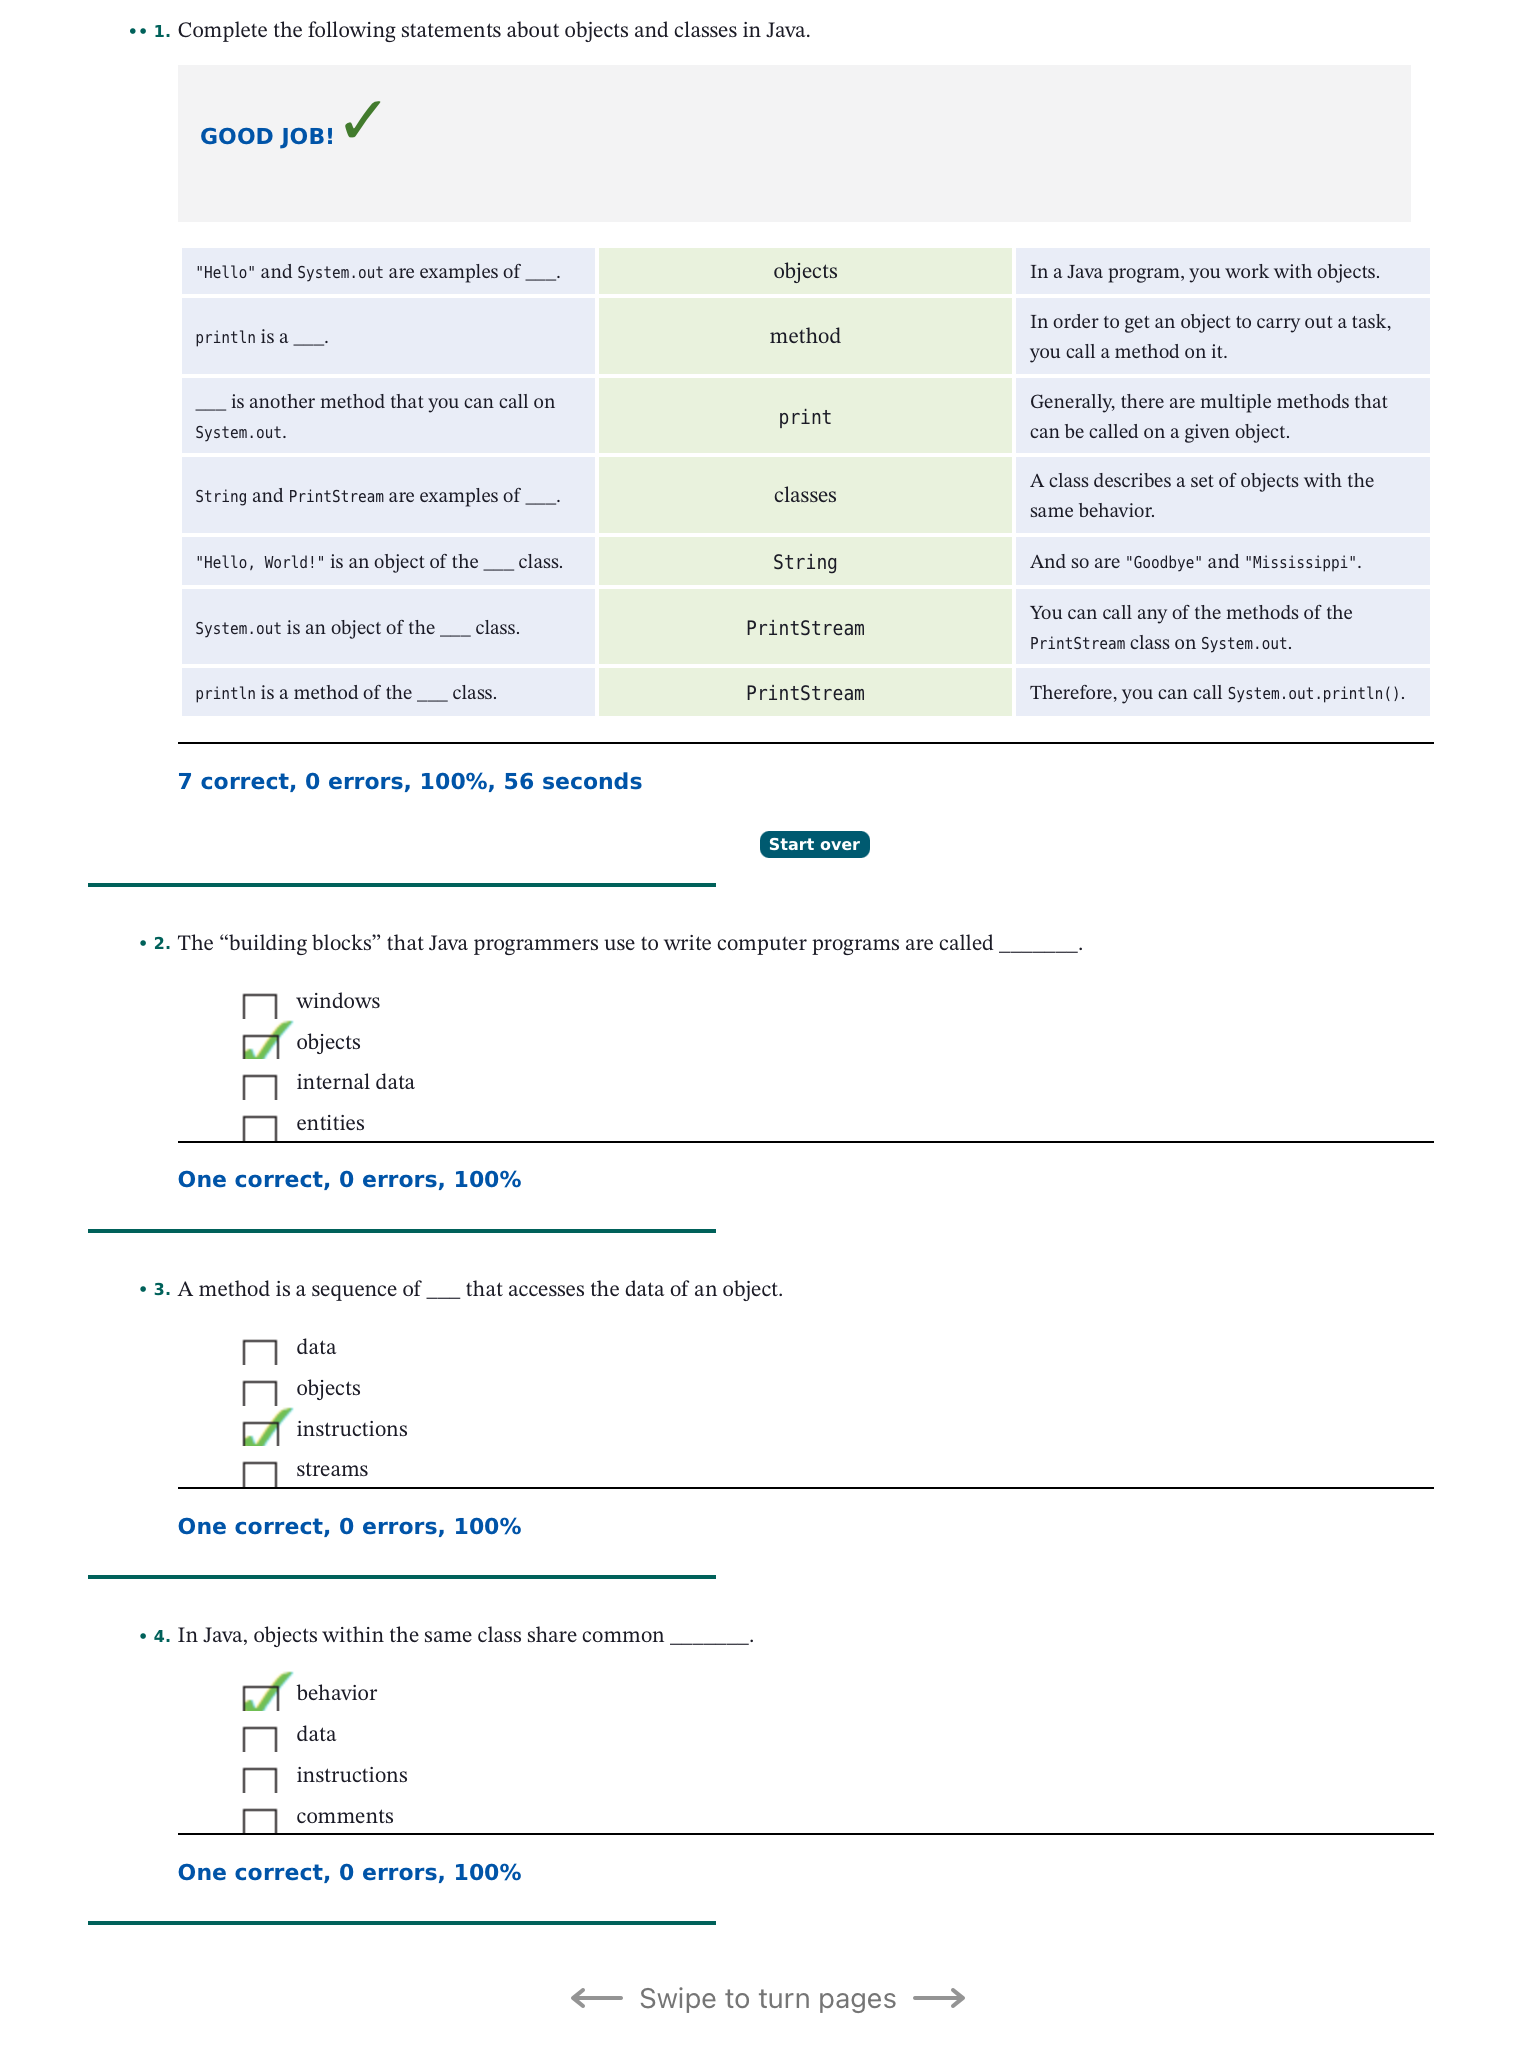 •• 1. Complete the following statements about objects and classes in Java.
GOOD JOB! ✓
"Hello" and System.out are examples of ___.
objects
In a Java program, you work with objects.
println is a ___.
method
In order to get an object to carry out a task,
you call a method on it.
___ is another method that you can call on
System.out.
print
Generally, there are multiple methods that
can be called on a given object.
String and PrintStream are examples of ___.
classes
A class describes a set of objects with the
same behavior.
"Hello, World!" is an object of the ___ class.
String
And so are "Goodbye" and "Mississippi".
System.out is an object of the ___ class.
PrintStream
You can call any of the methods of the
PrintStream class on System.out.
println is a method of the ___ class.
PrintStream
Therefore, you can call System.out.println().
7 correct, 0 errors, 100%, 56 seconds
Start over
• 2. The “building blocks” that Java programmers use to write computer programs are called _______.
windows
objects
internal data
entities
One correct, 0 errors, 100%
• 3. A method is a sequence of ___ that accesses the data of an object.
data
objects
instructions
streams
One correct, 0 errors, 100%
• 4. In Java, objects within the same class share common _______.
behavior
data
instructions
comments
One correct, 0 errors, 100%
← Swipe to turn pages →